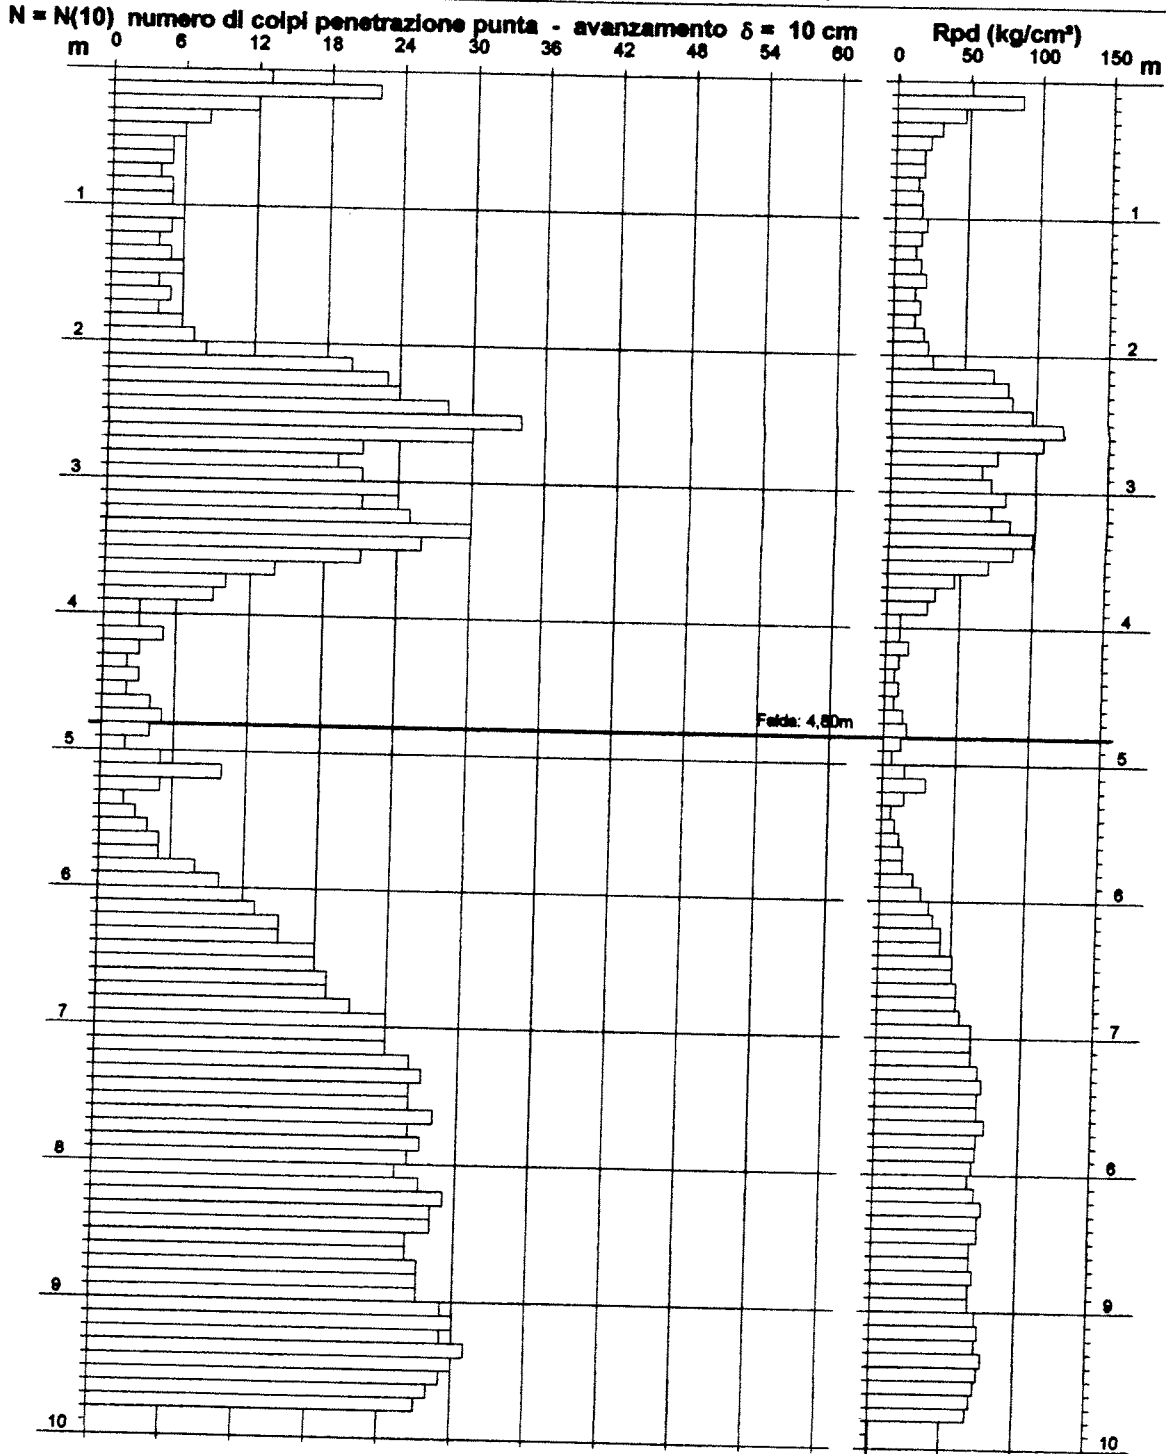 N = N(10) numero di colpi penetrazione punta - avanzamento δ = 10 cm
Rpd (kg/cm²)
m 0 6 12 18 24 30 36 42 48 54 60
0 50 100 150 m
1 1
2 2
3 3
4 4
Falda: 4,80m
5 5
6 6
7 7
8 8
9 9
10 10